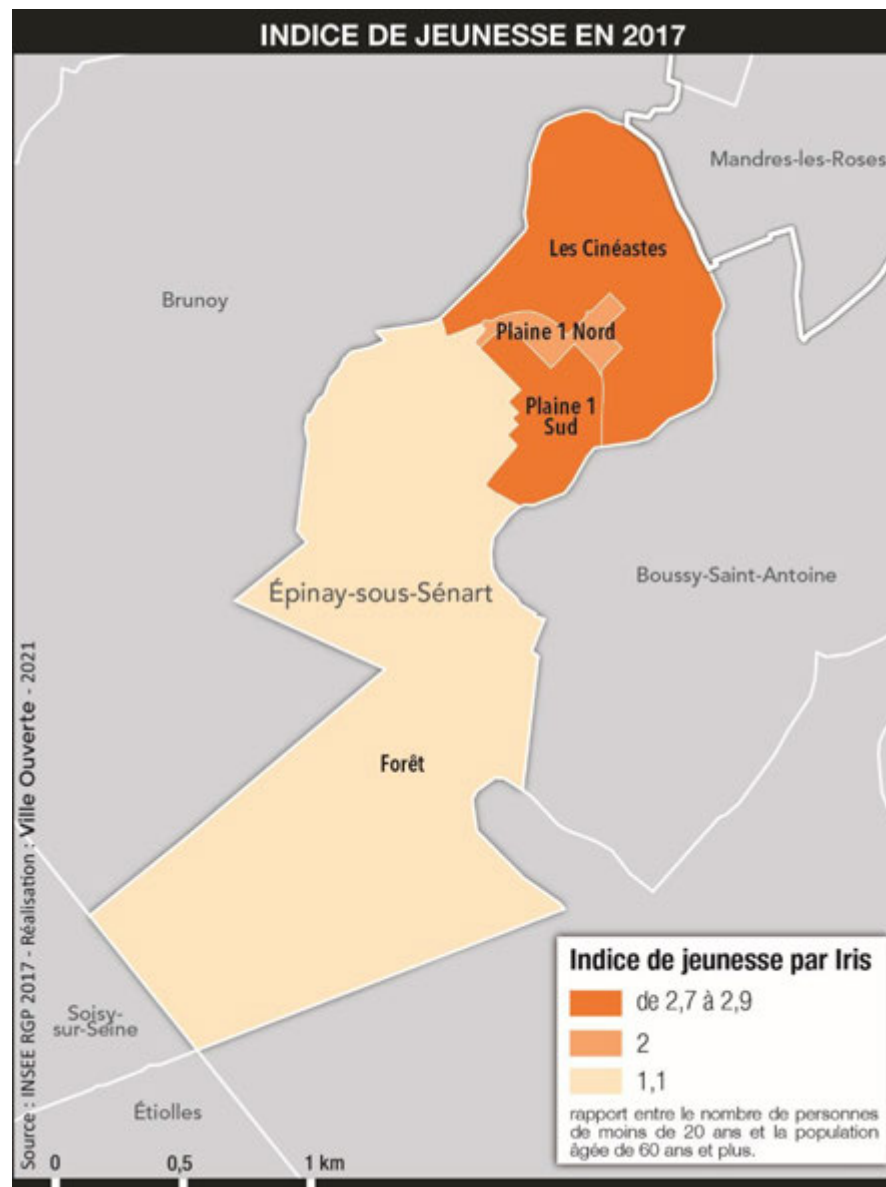 INDICE DE JEUNESSE EN 2017
Mandres-les-Roses
Les Cinéastes
Brunoy
Plaine 1 Nord
Plaine 1
Sud
Boussy-Saint-Antoine
Épinay-sous-Sénart
Forêt
Soisy-
sur-Seine
Étiolles
Source : INSEE RGP 2017 - Réalisation : Ville Ouverte - 2021
Indice de jeunesse par Iris
de 2,7 à 2,9
2
1,1
rapport entre le nombre de personnes
de moins de 20 ans et la population
âgée de 60 ans et plus.
0 0,5 1 km